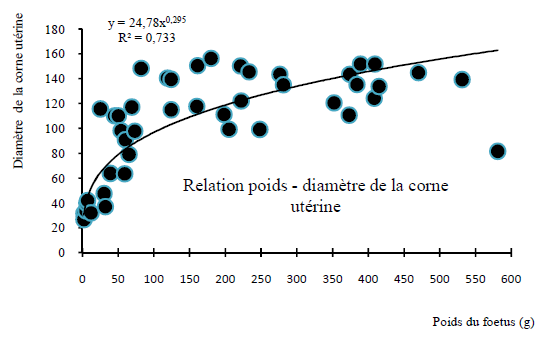 y = 24,78x^0,295
R² = 0,733
Diamètre de la corne utérine
180
160
140
120
100
80
60
40
20
0
Relation poids - diamètre de la corne
utérine
0 50 100 150 200 250 300 350 400 450 500 550 600
Poids du foetus (g)